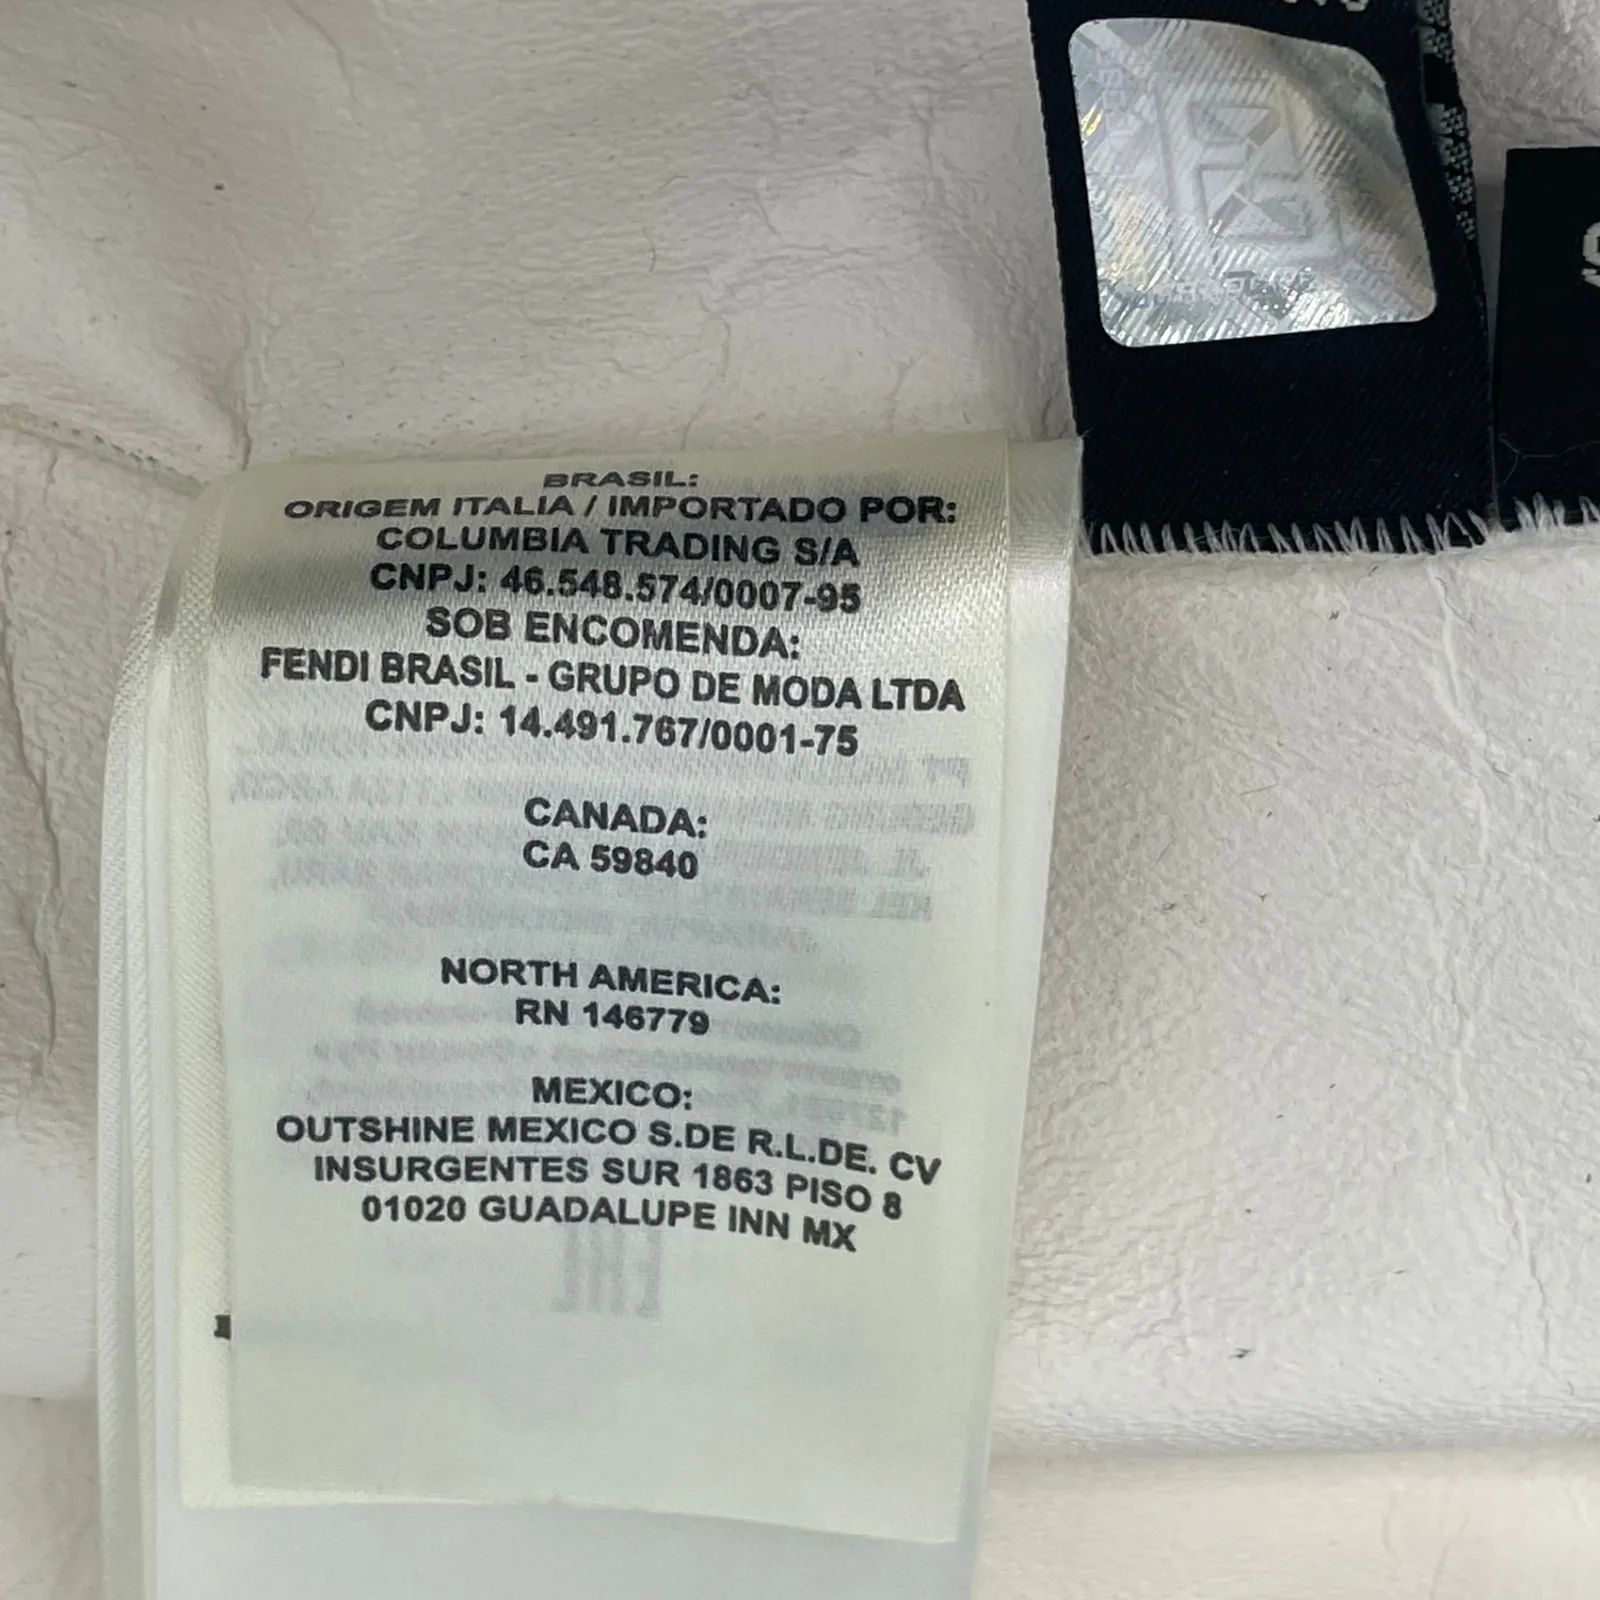 BRASIL:
ORIGEM ITALIA / IMPORTADO POR:
COLUMBIA TRADING S/A
CNPJ: 46.548.574/0007-95
SOB ENCOMENDA:
FENDI BRASIL - GRUPO DE MODA LTDA
CNPJ: 14.491.767/0001-75
CANADA:
CA 59840
NORTH AMERICA:
RN 146779
MEXICO:
OUTSHINE MEXICO S.DE R.L.DE. CV
INSURGENTES SUR 1863 PISO 8
01020 GUADALUPE INN MX